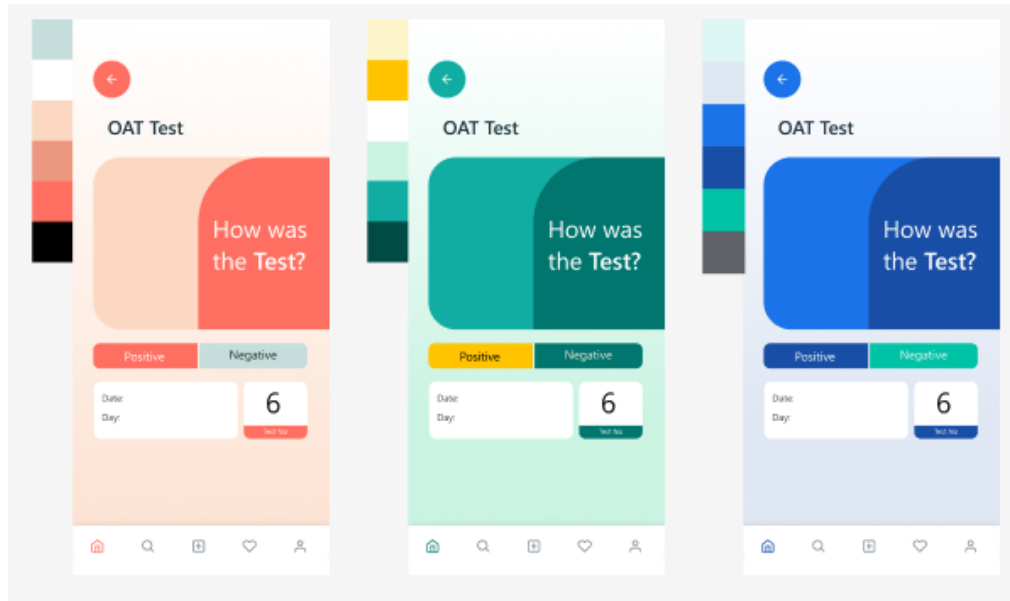 OAT Test
How was
the Test?
Positive
Negative
Date:
Day:
6
Test No
OAT Test
How was
the Test?
Positive
Negative
Date:
Day:
6
Test No
OAT Test
How was
the Test?
Positive
Negative
Date:
Day:
6
Test No